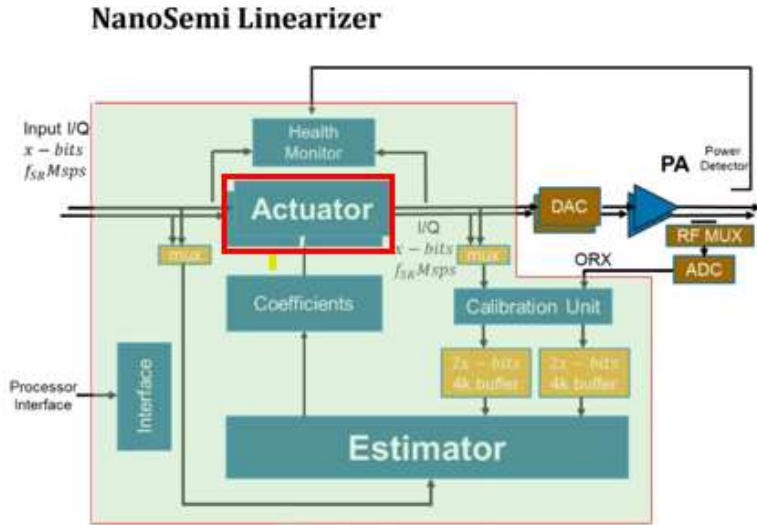 NanoSemi Linearizer
Input I/Q
x − bits
f_SR Msps
Health
Monitor
Power
Detector
PA
Actuator
DAC
I/Q
x − bits
f_SR Msps
mux
mux
RF MUX
ORX
ADC
Coefficients
Calibration Unit
2x − bits
4k buffer
2x − bits
4k buffer
Processor
Interface
Interface
Estimator